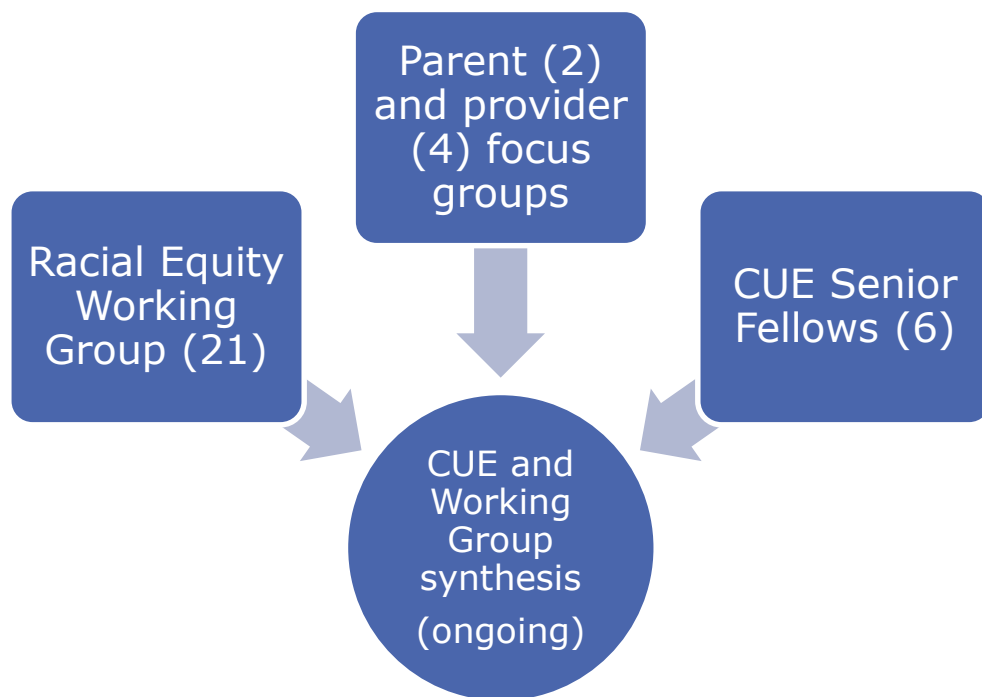 Parent (2)
and provider
(4) focus
groups
Racial Equity
Working
Group (21)
CUE Senior
Fellows (6)
CUE and
Working
Group
synthesis
(ongoing)